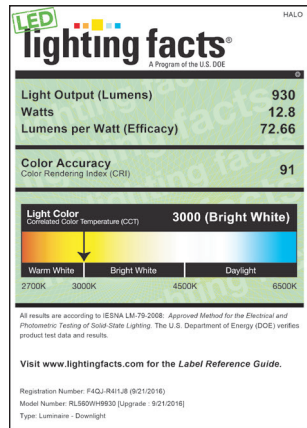 HALO
LED
lighting facts®
A Program of the U.S. DOE
Light Output (Lumens) 930
Watts 12.8
Lumens per Watt (Efficacy) 72.66
Color Accuracy 91
Color Rendering Index (CRI)
Light Color
Correlated Color Temperature (CCT) 3000 (Bright White)
Warm White Bright White Daylight
2700K 3000K 4500K 6500K
All results are according to IESNA LM-79-2008: Approved Method for the Electrical and
Photometric Testing of Solid-State Lighting. The U.S. Department of Energy (DOE) verifies
product test data and results.
Visit www.lightingfacts.com for the Label Reference Guide.
Registration Number: F4QJ-R4I1J8 (9/21/2016)
Model Number: RL560WH9930 [Upgrade : 9/21/2016]
Type: Luminaire - Downlight